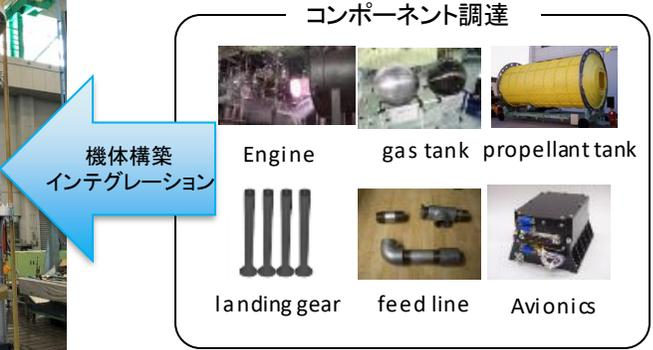 コンポーネント調達
機体構築
インテグレーション
Engine
gas tank
propellant tank
landing gear
feed line
Avionics